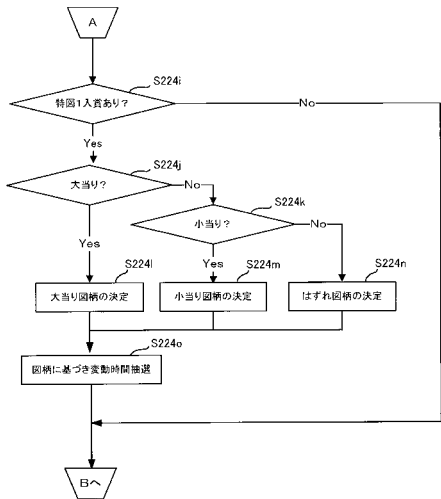 A
S224i
特図1入賞あり?
No
Yes
S224j
大当り?
No
S224k
小当り?
No
Yes
Yes
S224l
S224m
S224n
大当り図柄の決定
小当り図柄の決定
はずれ図柄の決定
S224o
図柄に基づき変動時間抽選
Bへ